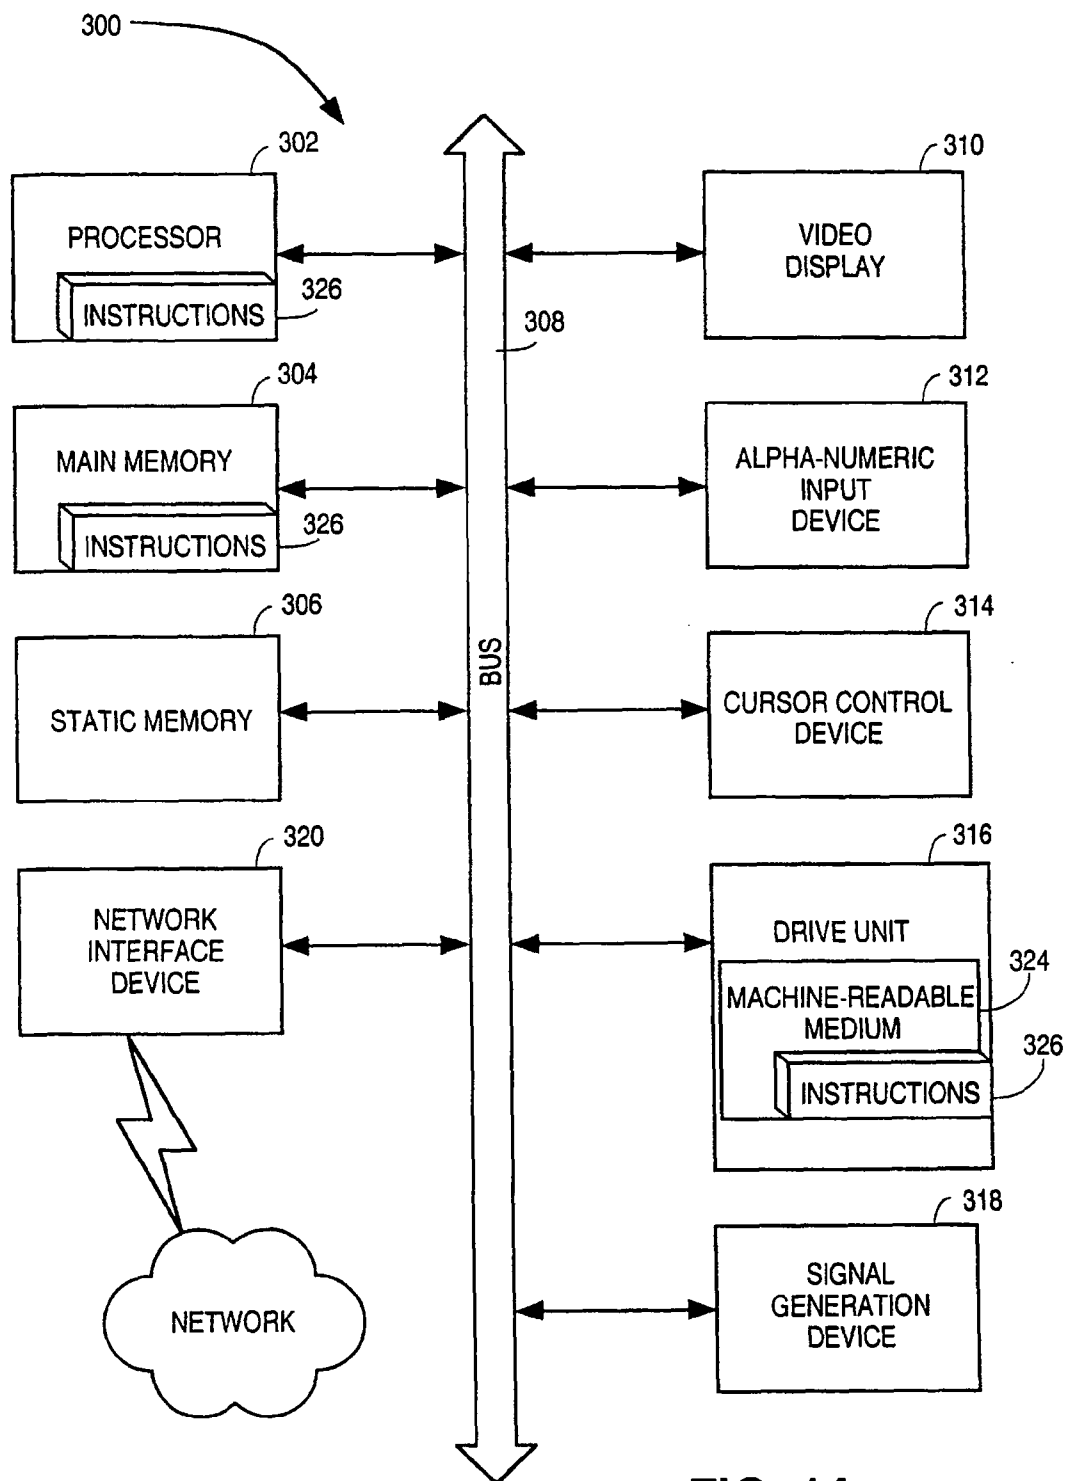 300
302
PROCESSOR
INSTRUCTIONS
326
304
MAIN MEMORY
INSTRUCTIONS
326
306
STATIC MEMORY
320
NETWORK
INTERFACE
DEVICE
NETWORK
308
BUS
310
VIDEO
DISPLAY
312
ALPHA-NUMERIC
INPUT
DEVICE
314
CURSOR CONTROL
DEVICE
316
DRIVE UNIT
324
MACHINE-READABLE
MEDIUM
326
INSTRUCTIONS
318
SIGNAL
GENERATION
DEVICE